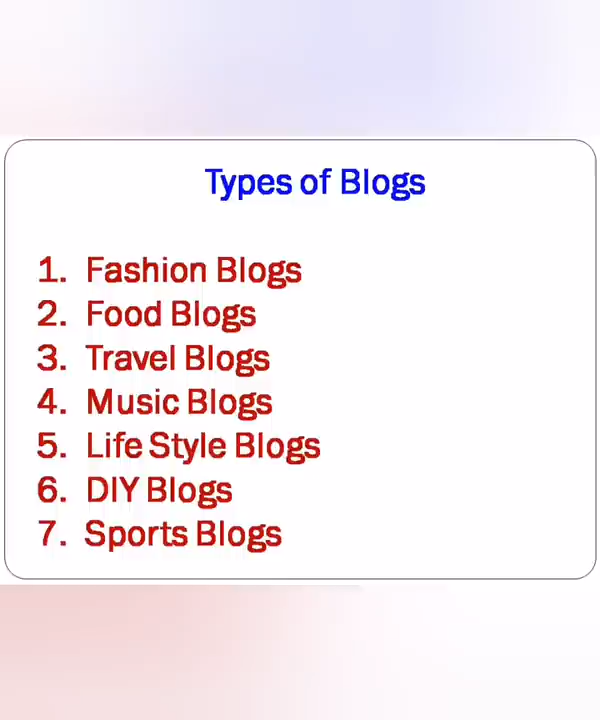 Types of Blogs
1. Fashion Blogs
2. Food Blogs
3. Travel Blogs
4. Music Blogs
5. Life Style Blogs
6. DIY Blogs
7. Sports Blogs